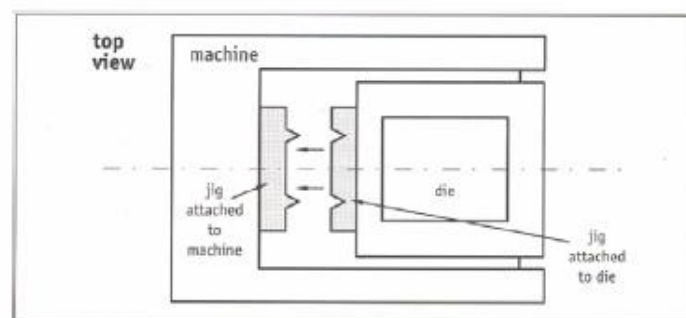 top
view
machine
die
jig
attached
to
machine
jig
attached
to die